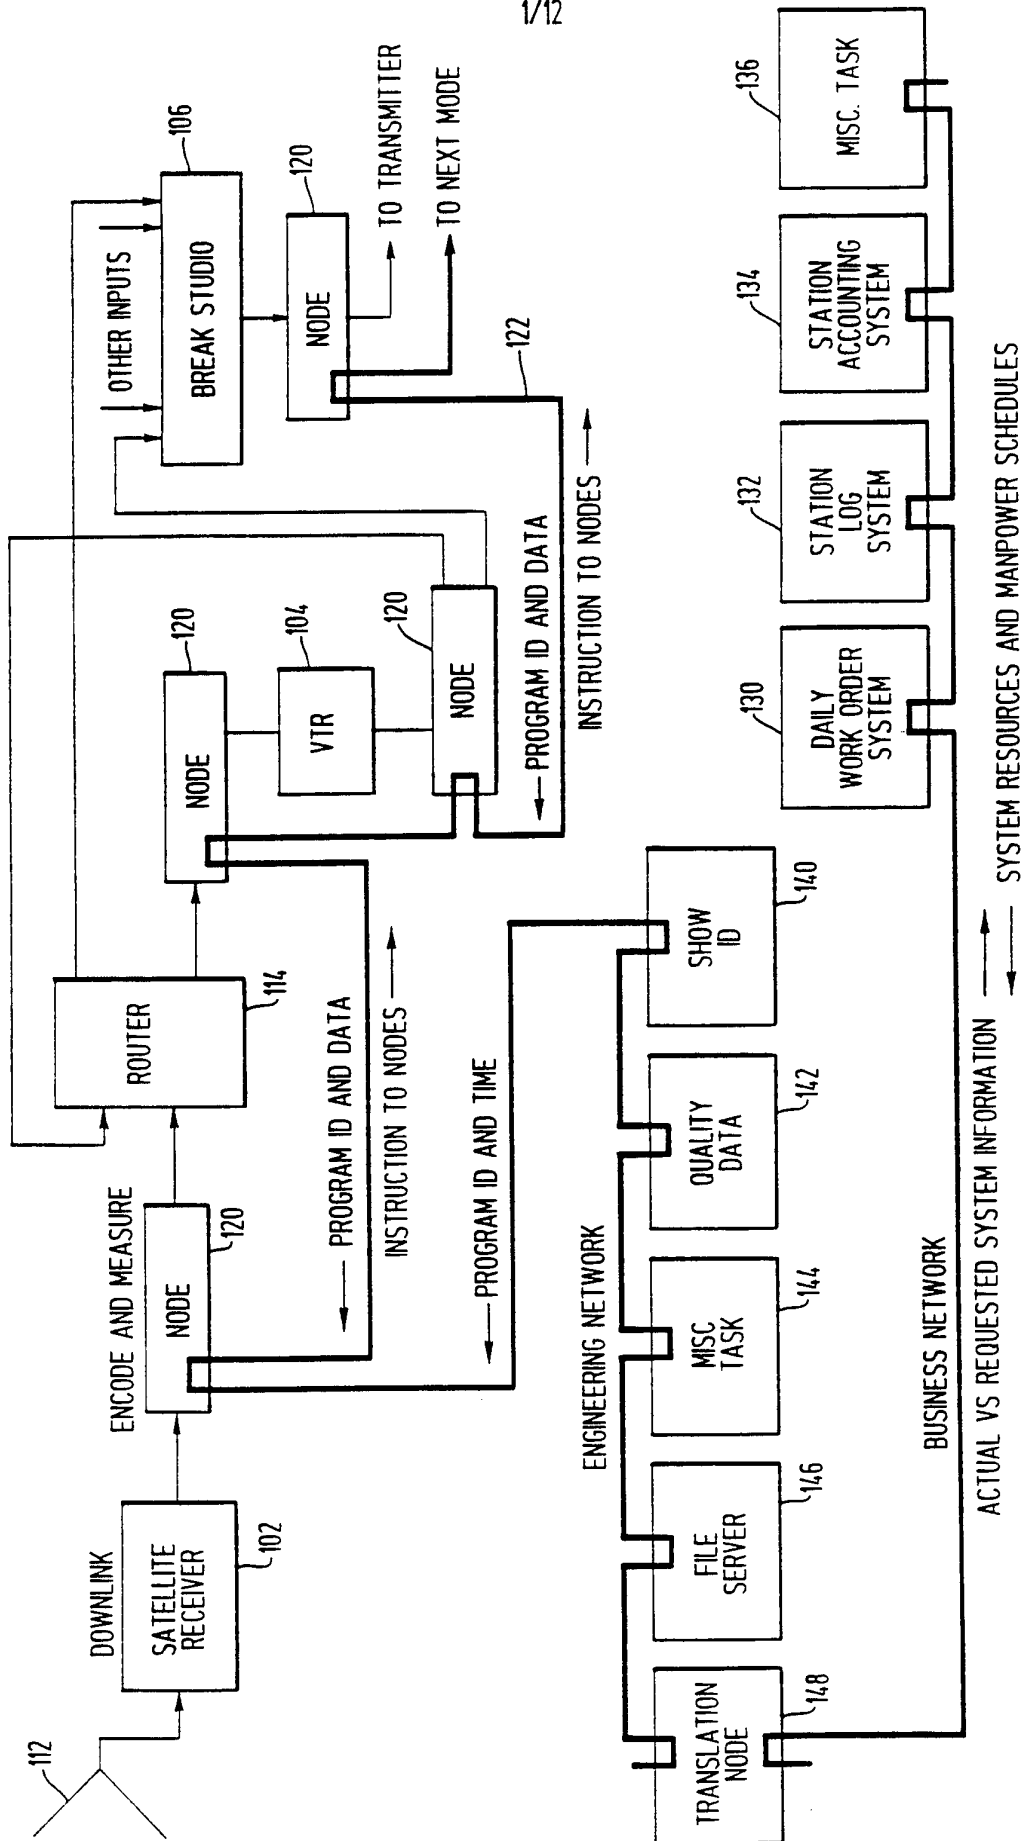 1/12
112
DOWNLINK
SATELLITE
RECEIVER
102
ENCODE AND MEASURE
NODE
120
ROUTER
114
NODE
120
VTR
104
NODE
120
OTHER INPUTS
BREAK STUDIO
106
NODE
120
TO TRANSMITTER
TO NEXT MODE
122
PROGRAM ID AND DATA
INSTRUCTION TO NODES
PROGRAM ID AND DATA
INSTRUCTION TO NODES
PROGRAM ID AND TIME
ENGINEERING NETWORK
TRANSLATION
NODE
148
FILE
SERVER
146
MISC
TASK
144
QUALITY
DATA
142
SHOW
ID
140
DAILY
WORK ORDER
SYSTEM
130
STATION
LOG
SYSTEM
132
STATION
ACCOUNTING
SYSTEM
134
MISC. TASK
136
BUSINESS NETWORK
ACTUAL VS REQUESTED SYSTEM INFORMATION
SYSTEM RESOURCES AND MANPOWER SCHEDULES